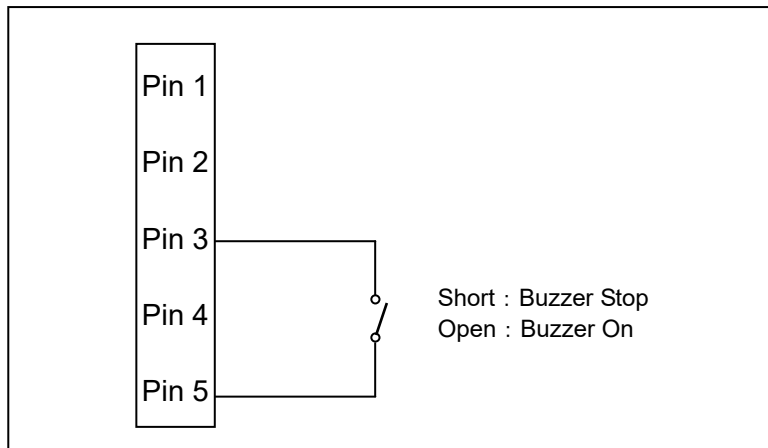 Pin 1
Pin 2
Pin 3
Pin 4
Pin 5
Short : Buzzer Stop
Open : Buzzer On